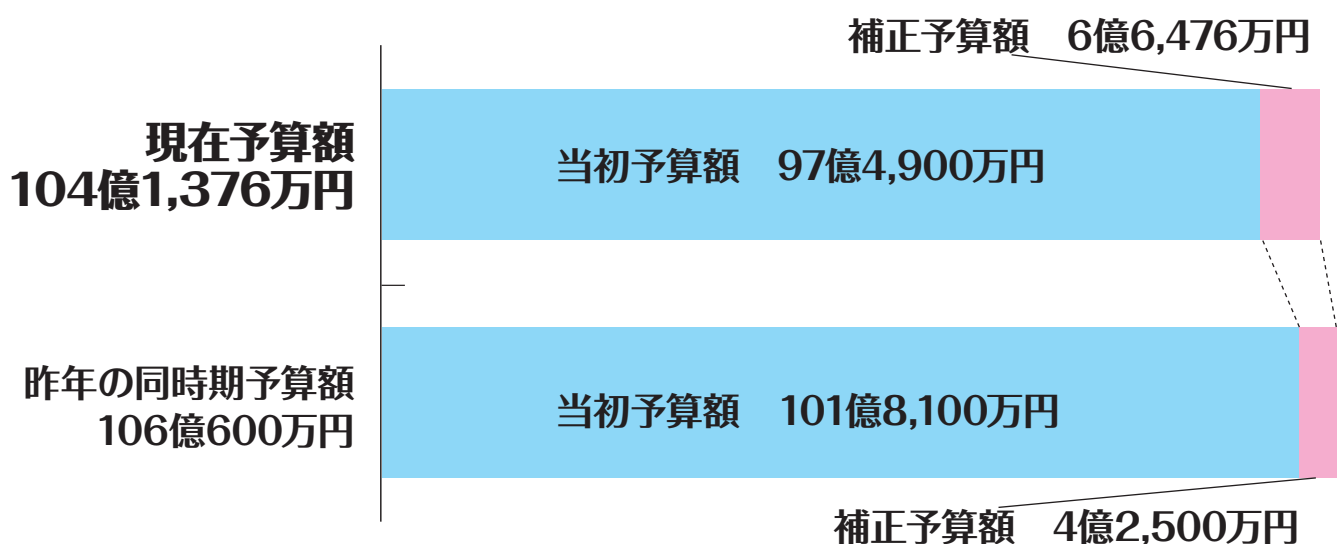 補正予算額　6億6,476万円
現在予算額
104億1,376万円
当初予算額　97億4,900万円
昨年の同時期予算額
106億600万円
当初予算額　101億8,100万円
補正予算額　4億2,500万円